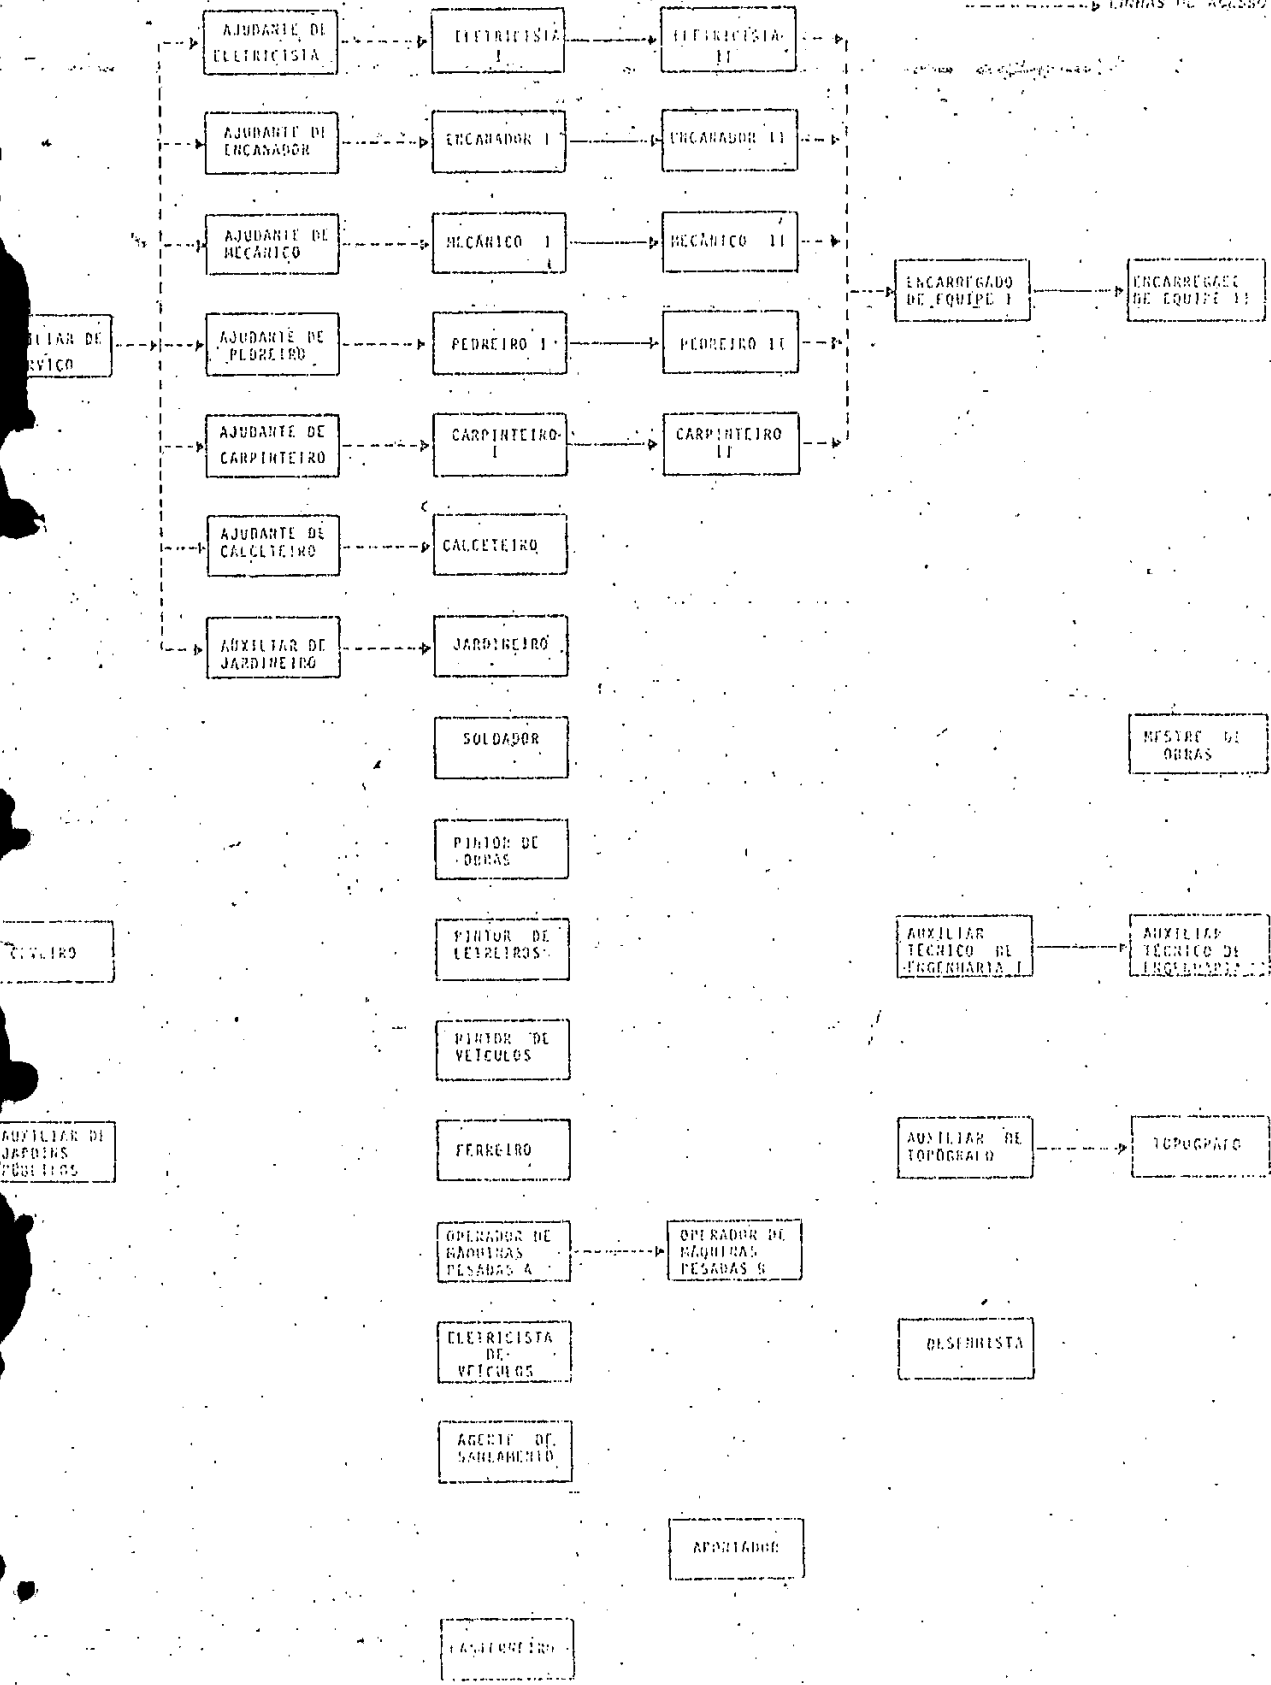 LINHAS DE ACESSO
AJUDANTE DE
ELETRICISTA
ELETRICISTA
I
ELETRICISTA
II
AJUDANTE DE
ENCANADOR
ENCANADOR I
ENCANADOR II
AJUDANTE DE
MECÂNICO
MECÂNICO I
MECÂNICO II
ENCARREGADO
DE EQUIPE I
ENCARREGADO
DE EQUIPE II
ILIAR DE
RVIÇO
AJUDANTE DE
PEDREIRO
PEDREIRO I
PEDREIRO II
AJUDANTE DE
CARPINTEIRO
CARPINTEIRO
I
CARPINTEIRO
II
AJUDANTE DE
CALCETEIRO
CALCETEIRO
AUXILIAR DE
JARDINEIRO
JARDINEIRO
SOLDADOR
MESTRE DE
OBRAS
PINTOR DE
OBRAS
PINTOR DE
LETREIROS
AUXILIAR
TÉCNICO DE
ENGENHARIA I
AUXILIAR
TÉCNICO DE
ENGENHARIA II
PINTOR DE
VEÍCULOS
AUXILIAR DE
JARDINS
PÚBLICOS
FERREIRO
AUXILIAR DE
TOPÓGRAFO
TOPÓGRAFO
OPERADOR DE
MÁQUINAS
PESADAS A
OPERADOR DE
MÁQUINAS
PESADAS B
ELETRICISTA
DE
VEÍCULOS
DESENHISTA
AGENTE DE
SANEAMENTO
APONTADOR